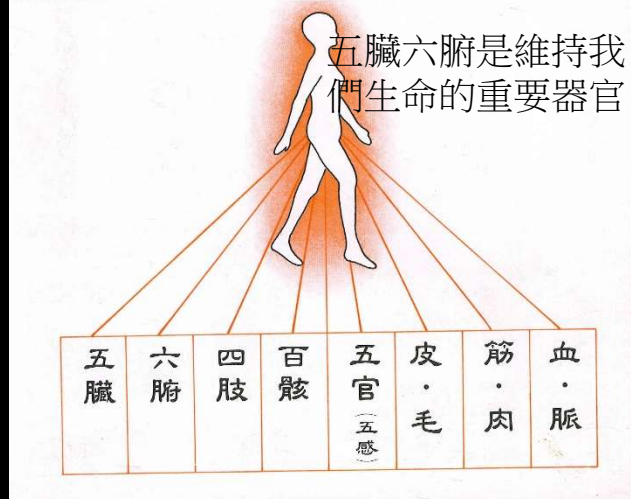 五臟六腑是維持我
們生命的重要器官
五臟
六腑
四肢
百骸
五官(五感)
皮・毛
筋・肉
血・脈